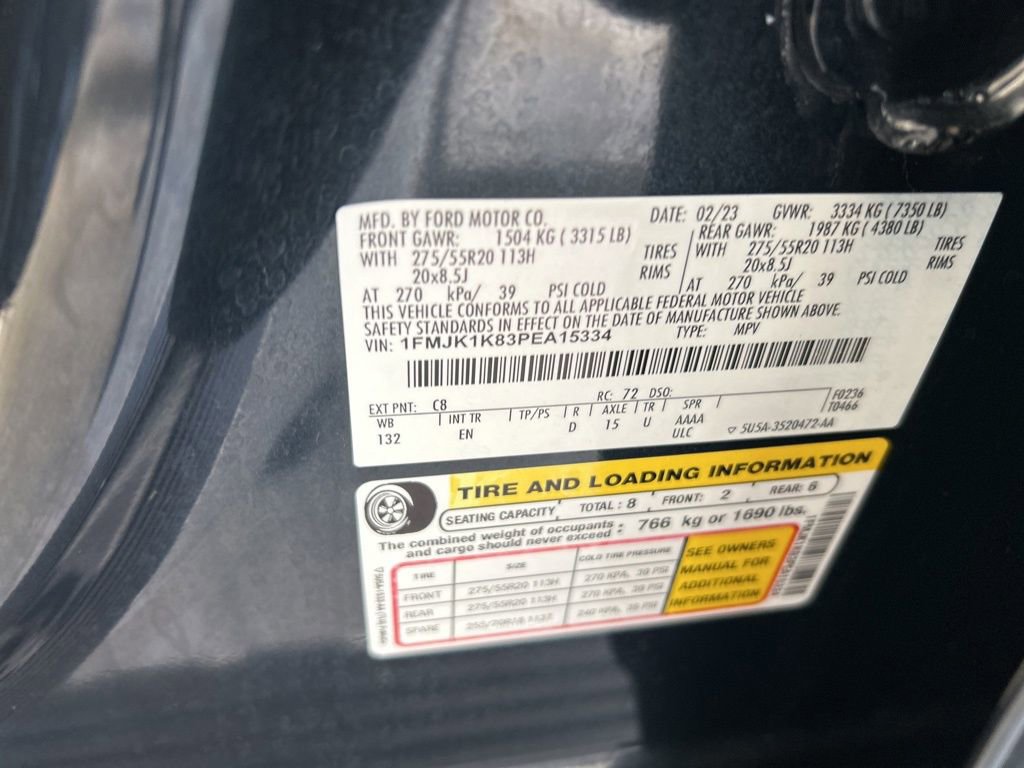 MFD. BY FORD MOTOR CO. DATE: 02/23 GVWR: 3334 KG ( 7350 LB)
FRONT GAWR: 1504 KG ( 3315 LB) REAR GAWR: 1987 KG ( 4380 LB)
WITH 275/55R20 113H TIRES WITH 275/55R20 113H TIRES
20x8.5J RIMS 20x8.5J RIMS
AT 270 kPa/ 39 PSI COLD AT 270 kPa/ 39 PSI COLD
THIS VEHICLE CONFORMS TO ALL APPLICABLE FEDERAL MOTOR VEHICLE
SAFETY STANDARDS IN EFFECT ON THE DATE OF MANUFACTURE SHOWN ABOVE.
VIN: 1FMJK1K83PEA15334 TYPE: MPV
EXT PNT: C8 RC: 72 DSO: F0236
WB INT TR TP/PS R AXLE TR SPR T0466
132 EN D 15 U AAAA
ULC ▽ 5U5A-3520472-AA
TIRE AND LOADING INFORMATION
SEATING CAPACITY TOTAL : 8 FRONT: 2 REAR: 6
The combined weight of occupants : 766 kg or 1690 lbs.
and cargo should never exceed
TIRE SIZE COLD TIRE PRESSURE SEE OWNERS
FRONT 275/55R20 113H 270 KPA, 39 PSI MANUAL FOR
REAR 275/55R20 113H 270 KPA, 39 PSI ADDITIONAL
SPARE INFORMATION